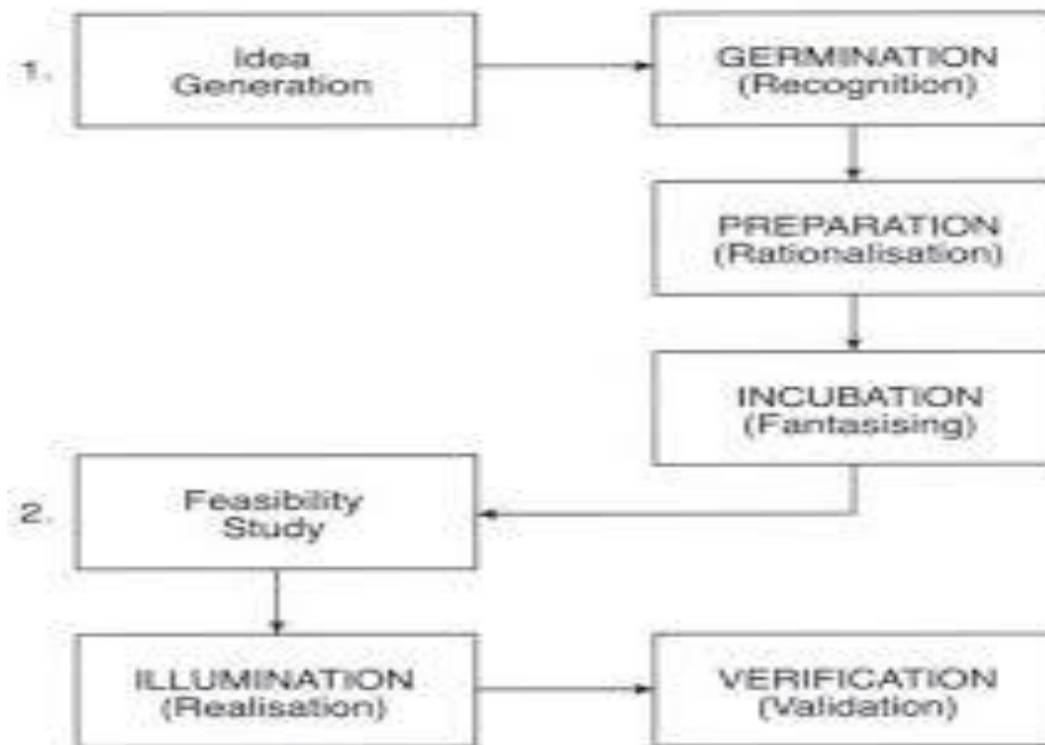 1.
Idea
Generation
GERMINATION
(Recognition)
PREPARATION
(Rationalisation)
INCUBATION
(Fantasising)
2.
Feasibility
Study
ILLUMINATION
(Realisation)
VERIFICATION
(Validation)